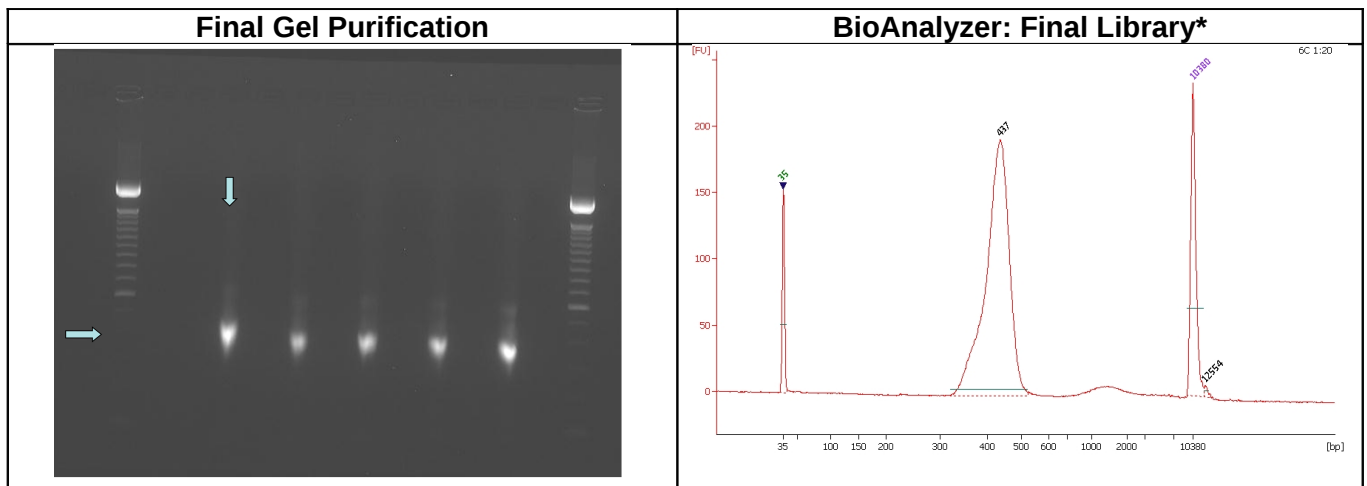 Final Gel Purification
BioAnalyzer: Final Library*
[FU]
6C 1:20
10380
437
35
12554
200
150
100
50
0
35 100 150 200 300 400 500 600 1000 2000 10380 [bp]